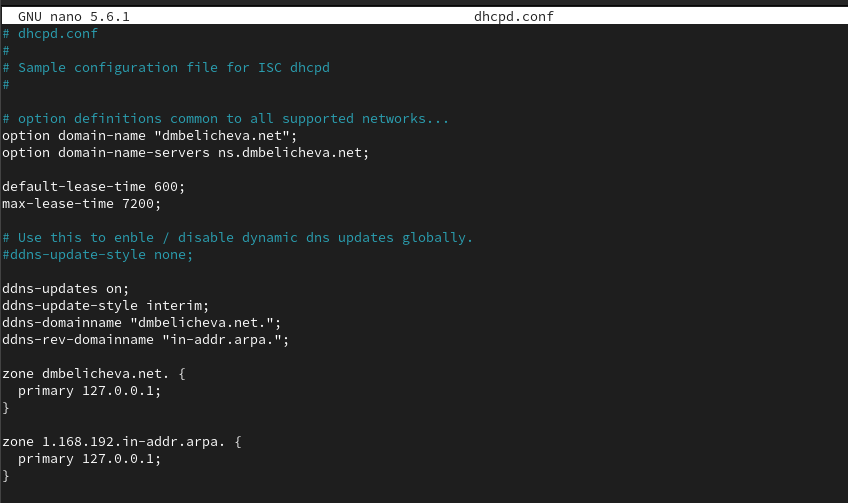 GNU nano 5.6.1 dhcpd.conf
# dhcpd.conf
#
# Sample configuration file for ISC dhcpd
#
# option definitions common to all supported networks...
option domain-name "dmbelicheva.net";
option domain-name-servers ns.dmbelicheva.net;
default-lease-time 600;
max-lease-time 7200;
# Use this to enble / disable dynamic dns updates globally.
#ddns-update-style none;
ddns-updates on;
ddns-update-style interim;
ddns-domainname "dmbelicheva.net.";
ddns-rev-domainname "in-addr.arpa.";
zone dmbelicheva.net. {
  primary 127.0.0.1;
}
zone 1.168.192.in-addr.arpa. {
  primary 127.0.0.1;
}